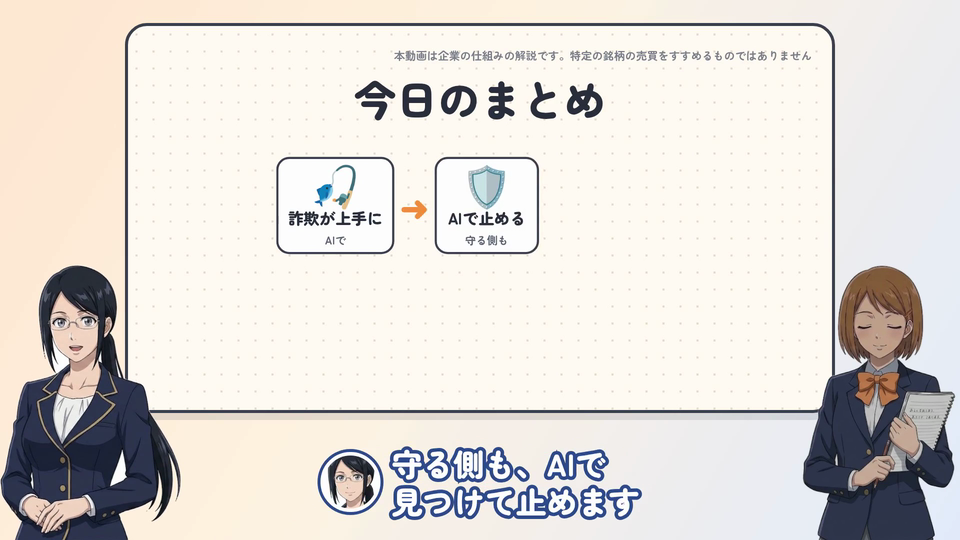 本動画は企業の仕組みの解説です。特定の銘柄の売買をすすめるものではありません
今日のまとめ
詐欺が上手に
AIで
AIで止める
守る側も
守る側も、AIで
見つけて止めます